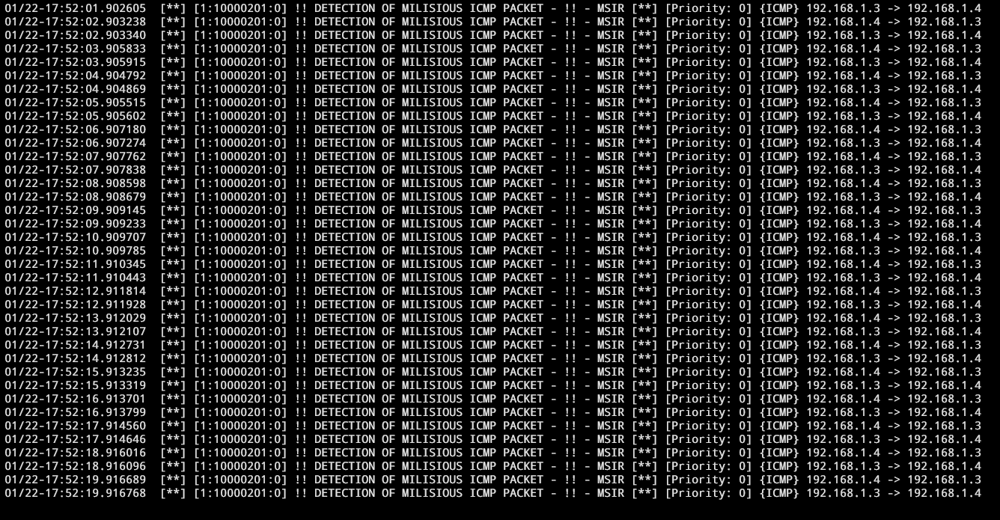 01/22-17:52:01.902605  [**] [1:10000201:0] !! DETECTION OF MILISIOUS ICMP PACKET - !! - MSIR [**] [Priority: 0] {ICMP} 192.168.1.3 -> 192.168.1.4
01/22-17:52:02.903238  [**] [1:10000201:0] !! DETECTION OF MILISIOUS ICMP PACKET - !! - MSIR [**] [Priority: 0] {ICMP} 192.168.1.4 -> 192.168.1.3
01/22-17:52:02.903340  [**] [1:10000201:0] !! DETECTION OF MILISIOUS ICMP PACKET - !! - MSIR [**] [Priority: 0] {ICMP} 192.168.1.3 -> 192.168.1.4
01/22-17:52:03.905833  [**] [1:10000201:0] !! DETECTION OF MILISIOUS ICMP PACKET - !! - MSIR [**] [Priority: 0] {ICMP} 192.168.1.4 -> 192.168.1.3
01/22-17:52:03.905915  [**] [1:10000201:0] !! DETECTION OF MILISIOUS ICMP PACKET - !! - MSIR [**] [Priority: 0] {ICMP} 192.168.1.3 -> 192.168.1.4
01/22-17:52:04.904792  [**] [1:10000201:0] !! DETECTION OF MILISIOUS ICMP PACKET - !! - MSIR [**] [Priority: 0] {ICMP} 192.168.1.4 -> 192.168.1.3
01/22-17:52:04.904869  [**] [1:10000201:0] !! DETECTION OF MILISIOUS ICMP PACKET - !! - MSIR [**] [Priority: 0] {ICMP} 192.168.1.3 -> 192.168.1.4
01/22-17:52:05.905515  [**] [1:10000201:0] !! DETECTION OF MILISIOUS ICMP PACKET - !! - MSIR [**] [Priority: 0] {ICMP} 192.168.1.4 -> 192.168.1.3
01/22-17:52:05.905602  [**] [1:10000201:0] !! DETECTION OF MILISIOUS ICMP PACKET - !! - MSIR [**] [Priority: 0] {ICMP} 192.168.1.3 -> 192.168.1.4
01/22-17:52:06.907180  [**] [1:10000201:0] !! DETECTION OF MILISIOUS ICMP PACKET - !! - MSIR [**] [Priority: 0] {ICMP} 192.168.1.4 -> 192.168.1.3
01/22-17:52:06.907274  [**] [1:10000201:0] !! DETECTION OF MILISIOUS ICMP PACKET - !! - MSIR [**] [Priority: 0] {ICMP} 192.168.1.3 -> 192.168.1.4
01/22-17:52:07.907762  [**] [1:10000201:0] !! DETECTION OF MILISIOUS ICMP PACKET - !! - MSIR [**] [Priority: 0] {ICMP} 192.168.1.4 -> 192.168.1.3
01/22-17:52:07.907838  [**] [1:10000201:0] !! DETECTION OF MILISIOUS ICMP PACKET - !! - MSIR [**] [Priority: 0] {ICMP} 192.168.1.3 -> 192.168.1.4
01/22-17:52:08.908598  [**] [1:10000201:0] !! DETECTION OF MILISIOUS ICMP PACKET - !! - MSIR [**] [Priority: 0] {ICMP} 192.168.1.4 -> 192.168.1.3
01/22-17:52:08.908679  [**] [1:10000201:0] !! DETECTION OF MILISIOUS ICMP PACKET - !! - MSIR [**] [Priority: 0] {ICMP} 192.168.1.3 -> 192.168.1.4
01/22-17:52:09.909145  [**] [1:10000201:0] !! DETECTION OF MILISIOUS ICMP PACKET - !! - MSIR [**] [Priority: 0] {ICMP} 192.168.1.4 -> 192.168.1.3
01/22-17:52:09.909233  [**] [1:10000201:0] !! DETECTION OF MILISIOUS ICMP PACKET - !! - MSIR [**] [Priority: 0] {ICMP} 192.168.1.3 -> 192.168.1.4
01/22-17:52:10.909707  [**] [1:10000201:0] !! DETECTION OF MILISIOUS ICMP PACKET - !! - MSIR [**] [Priority: 0] {ICMP} 192.168.1.4 -> 192.168.1.3
01/22-17:52:10.909785  [**] [1:10000201:0] !! DETECTION OF MILISIOUS ICMP PACKET - !! - MSIR [**] [Priority: 0] {ICMP} 192.168.1.3 -> 192.168.1.4
01/22-17:52:11.910345  [**] [1:10000201:0] !! DETECTION OF MILISIOUS ICMP PACKET - !! - MSIR [**] [Priority: 0] {ICMP} 192.168.1.4 -> 192.168.1.3
01/22-17:52:11.910443  [**] [1:10000201:0] !! DETECTION OF MILISIOUS ICMP PACKET - !! - MSIR [**] [Priority: 0] {ICMP} 192.168.1.3 -> 192.168.1.4
01/22-17:52:12.911814  [**] [1:10000201:0] !! DETECTION OF MILISIOUS ICMP PACKET - !! - MSIR [**] [Priority: 0] {ICMP} 192.168.1.4 -> 192.168.1.3
01/22-17:52:12.911928  [**] [1:10000201:0] !! DETECTION OF MILISIOUS ICMP PACKET - !! - MSIR [**] [Priority: 0] {ICMP} 192.168.1.3 -> 192.168.1.4
01/22-17:52:13.912029  [**] [1:10000201:0] !! DETECTION OF MILISIOUS ICMP PACKET - !! - MSIR [**] [Priority: 0] {ICMP} 192.168.1.4 -> 192.168.1.3
01/22-17:52:13.912107  [**] [1:10000201:0] !! DETECTION OF MILISIOUS ICMP PACKET - !! - MSIR [**] [Priority: 0] {ICMP} 192.168.1.3 -> 192.168.1.4
01/22-17:52:14.912731  [**] [1:10000201:0] !! DETECTION OF MILISIOUS ICMP PACKET - !! - MSIR [**] [Priority: 0] {ICMP} 192.168.1.4 -> 192.168.1.3
01/22-17:52:14.912812  [**] [1:10000201:0] !! DETECTION OF MILISIOUS ICMP PACKET - !! - MSIR [**] [Priority: 0] {ICMP} 192.168.1.3 -> 192.168.1.4
01/22-17:52:15.913235  [**] [1:10000201:0] !! DETECTION OF MILISIOUS ICMP PACKET - !! - MSIR [**] [Priority: 0] {ICMP} 192.168.1.4 -> 192.168.1.3
01/22-17:52:15.913319  [**] [1:10000201:0] !! DETECTION OF MILISIOUS ICMP PACKET - !! - MSIR [**] [Priority: 0] {ICMP} 192.168.1.3 -> 192.168.1.4
01/22-17:52:16.913701  [**] [1:10000201:0] !! DETECTION OF MILISIOUS ICMP PACKET - !! - MSIR [**] [Priority: 0] {ICMP} 192.168.1.4 -> 192.168.1.3
01/22-17:52:16.913799  [**] [1:10000201:0] !! DETECTION OF MILISIOUS ICMP PACKET - !! - MSIR [**] [Priority: 0] {ICMP} 192.168.1.3 -> 192.168.1.4
01/22-17:52:17.914560  [**] [1:10000201:0] !! DETECTION OF MILISIOUS ICMP PACKET - !! - MSIR [**] [Priority: 0] {ICMP} 192.168.1.4 -> 192.168.1.3
01/22-17:52:17.914646  [**] [1:10000201:0] !! DETECTION OF MILISIOUS ICMP PACKET - !! - MSIR [**] [Priority: 0] {ICMP} 192.168.1.3 -> 192.168.1.4
01/22-17:52:18.916016  [**] [1:10000201:0] !! DETECTION OF MILISIOUS ICMP PACKET - !! - MSIR [**] [Priority: 0] {ICMP} 192.168.1.4 -> 192.168.1.3
01/22-17:52:18.916096  [**] [1:10000201:0] !! DETECTION OF MILISIOUS ICMP PACKET - !! - MSIR [**] [Priority: 0] {ICMP} 192.168.1.3 -> 192.168.1.4
01/22-17:52:19.916689  [**] [1:10000201:0] !! DETECTION OF MILISIOUS ICMP PACKET - !! - MSIR [**] [Priority: 0] {ICMP} 192.168.1.4 -> 192.168.1.3
01/22-17:52:19.916768  [**] [1:10000201:0] !! DETECTION OF MILISIOUS ICMP PACKET - !! - MSIR [**] [Priority: 0] {ICMP} 192.168.1.3 -> 192.168.1.4